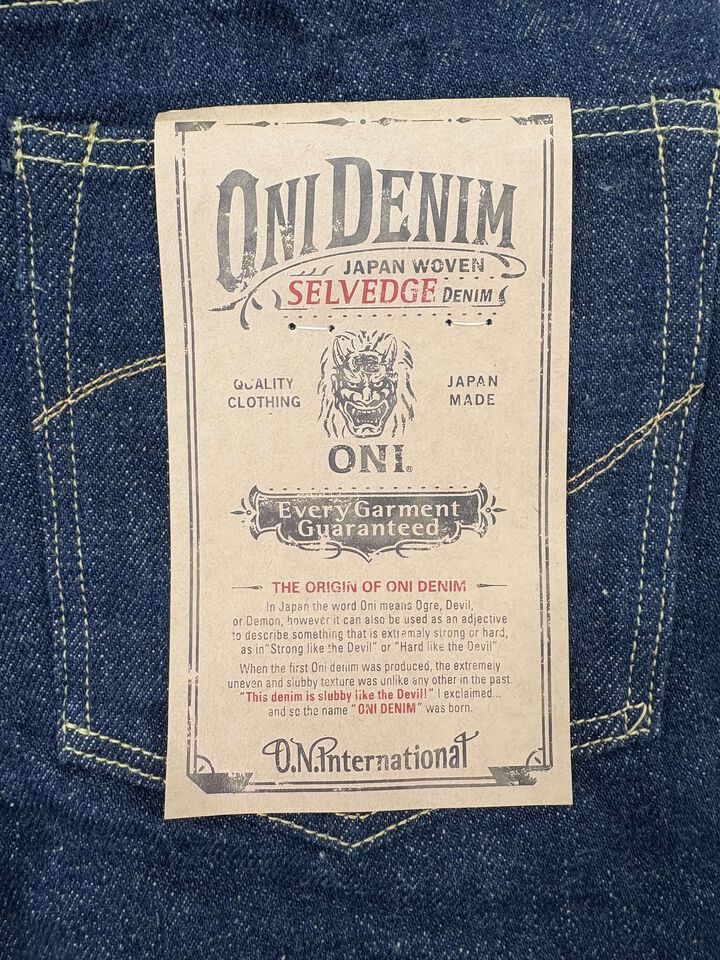 ONI DENIM
JAPAN WOVEN
SELVEDGE DENIM
QUALITY CLOTHING
JAPAN MADE
ONI®
Every Garment
Guaranteed
THE ORIGIN OF ONI DENIM
In Japan the word Oni means Ogre, Devil,
or Demon, however it can also be used as an adjective
to describe something that is extremely strong or hard,
as in "Strong like the Devil" or "Hard like the Devil"
When the first Oni denim was produced, the extremely
uneven and slubby texture was unlike any other in the past.
"This denim is slubby like the Devil!" I exclaimed...
and so the name "ONI DENIM" was born.
O.N.International